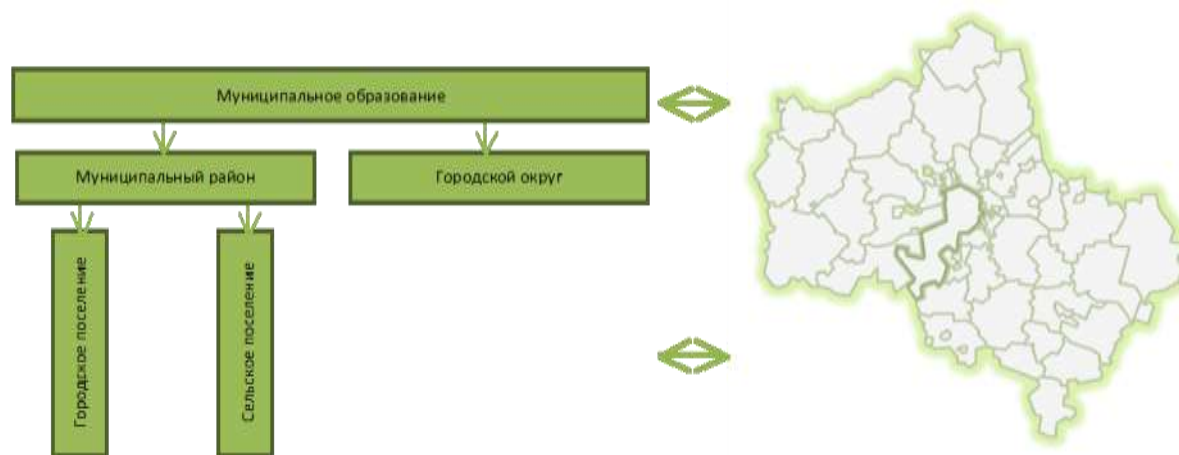 Муниципальное образование
Муниципальный район
Городской округ
Городское поселение
Сельское поселение